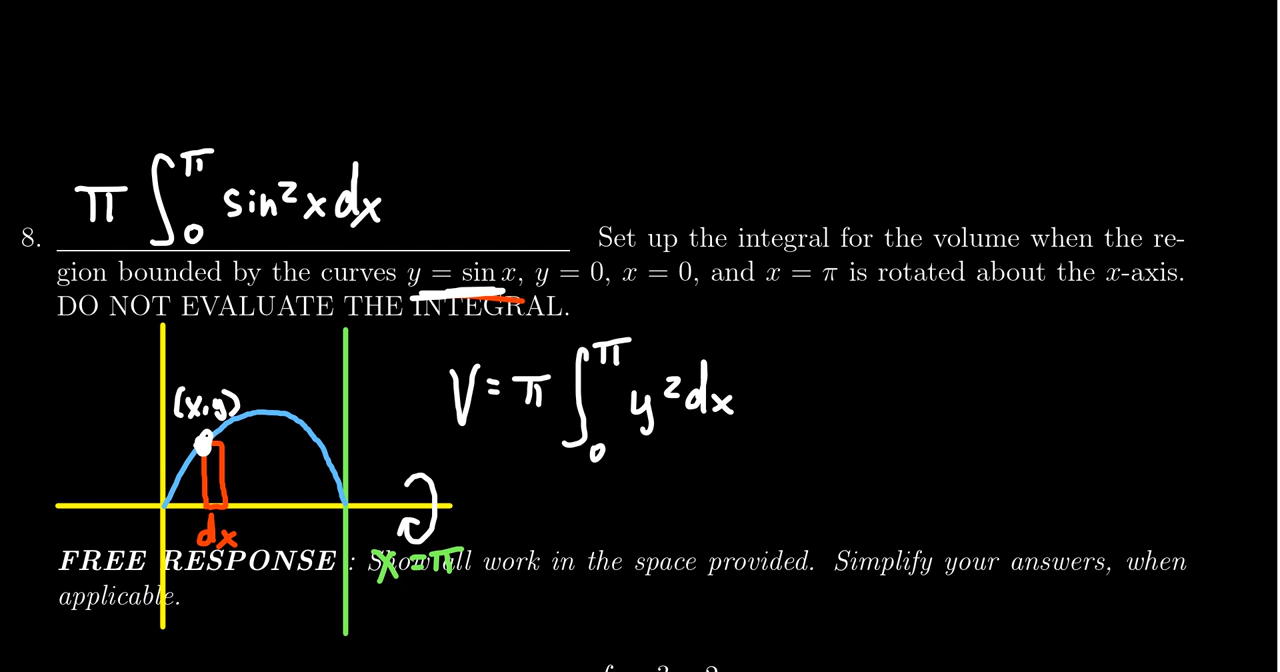 π ∫₀^π sin²x dx
8. Set up the integral for the volume when the re-
gion bounded by the curves y = sin x, y = 0, x = 0, and x = π is rotated about the x-axis.
DO NOT EVALUATE THE INTEGRAL.
V = π ∫₀^π y² dx
(x,y)
dx
x = π
FREE RESPONSE : Show all work in the space provided. Simplify your answers, when
applicable.